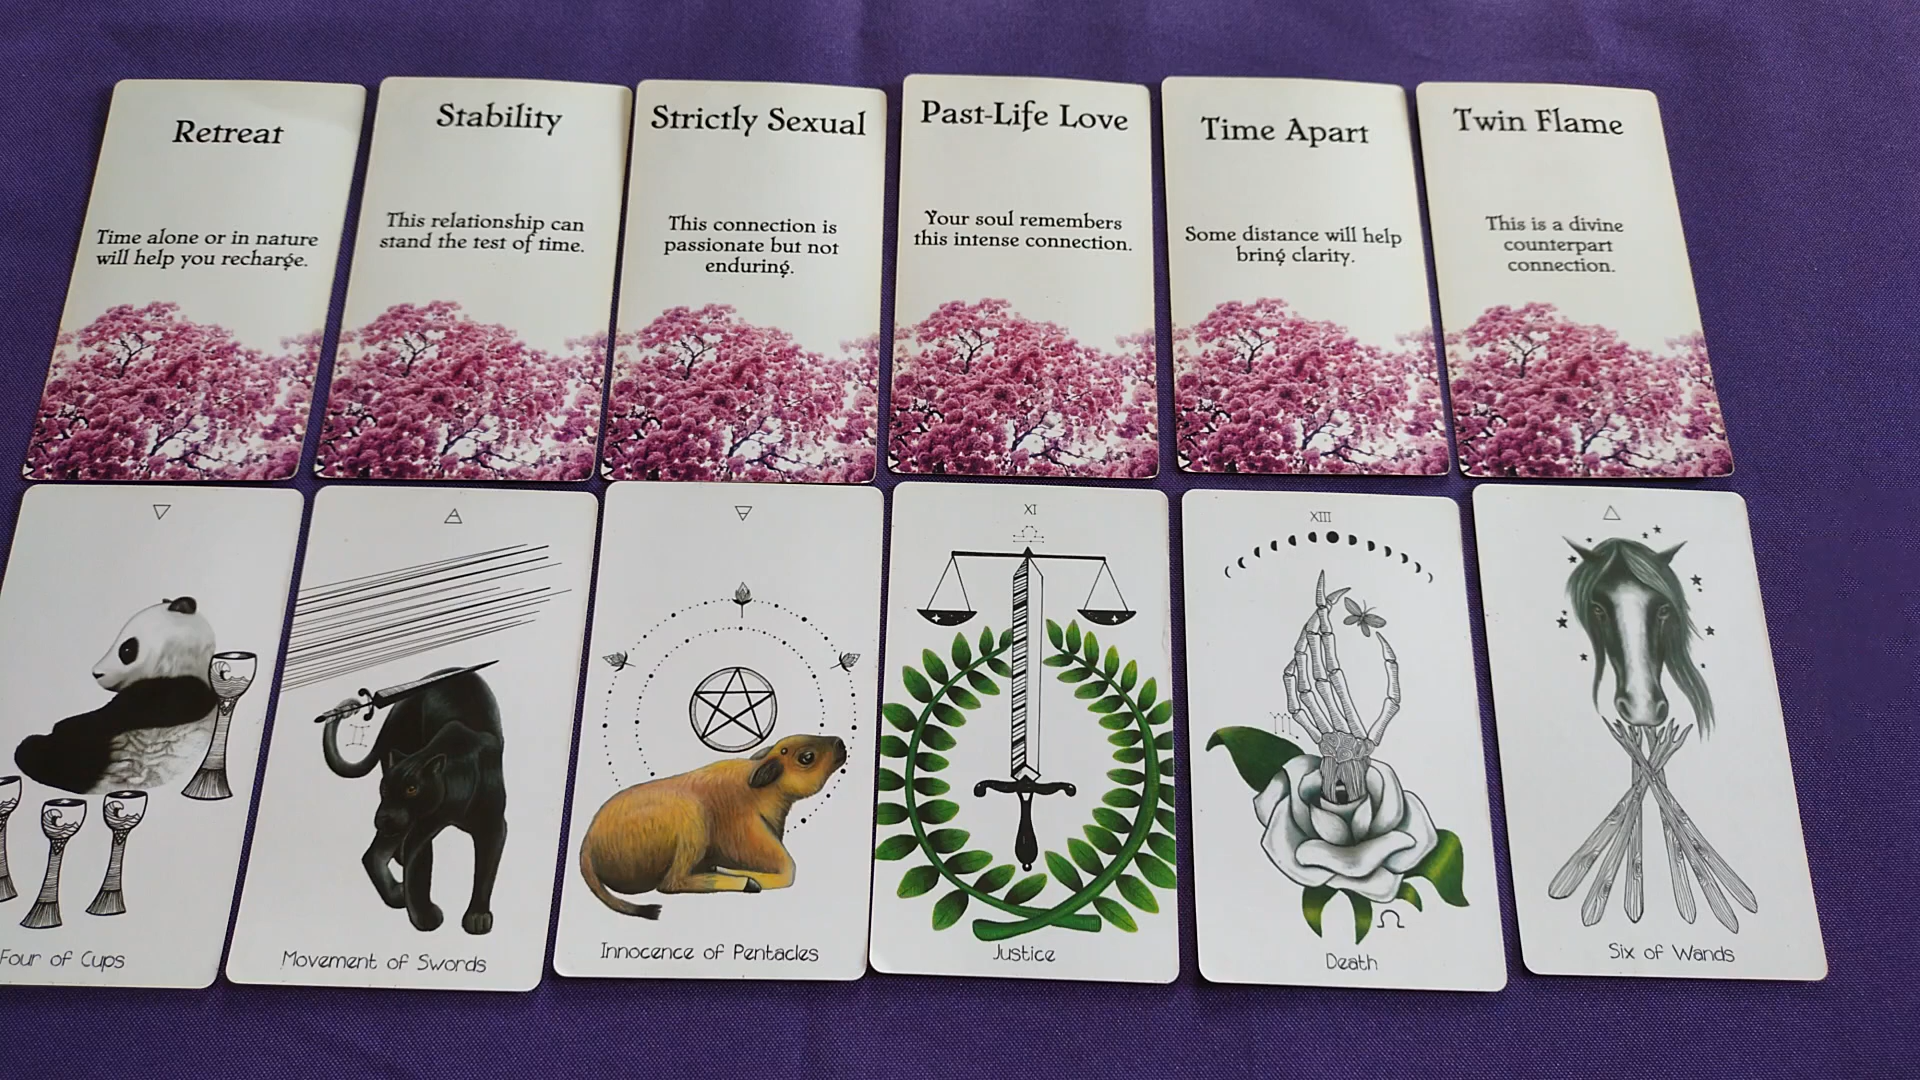 Retreat
Time alone or in nature
will help you recharge.
Stability
This relationship can
stand the test of time.
Strictly Sexual
This connection is
passionate but not
enduring.
Past-Life Love
Your soul remembers
this intense connection.
Time Apart
Some distance will help
bring clarity.
Twin Flame
This is a divine
counterpart
connection.
Four of Cups
Movement of Swords
Innocence of Pentacles
XI
Justice
XIII
Death
Six of Wands